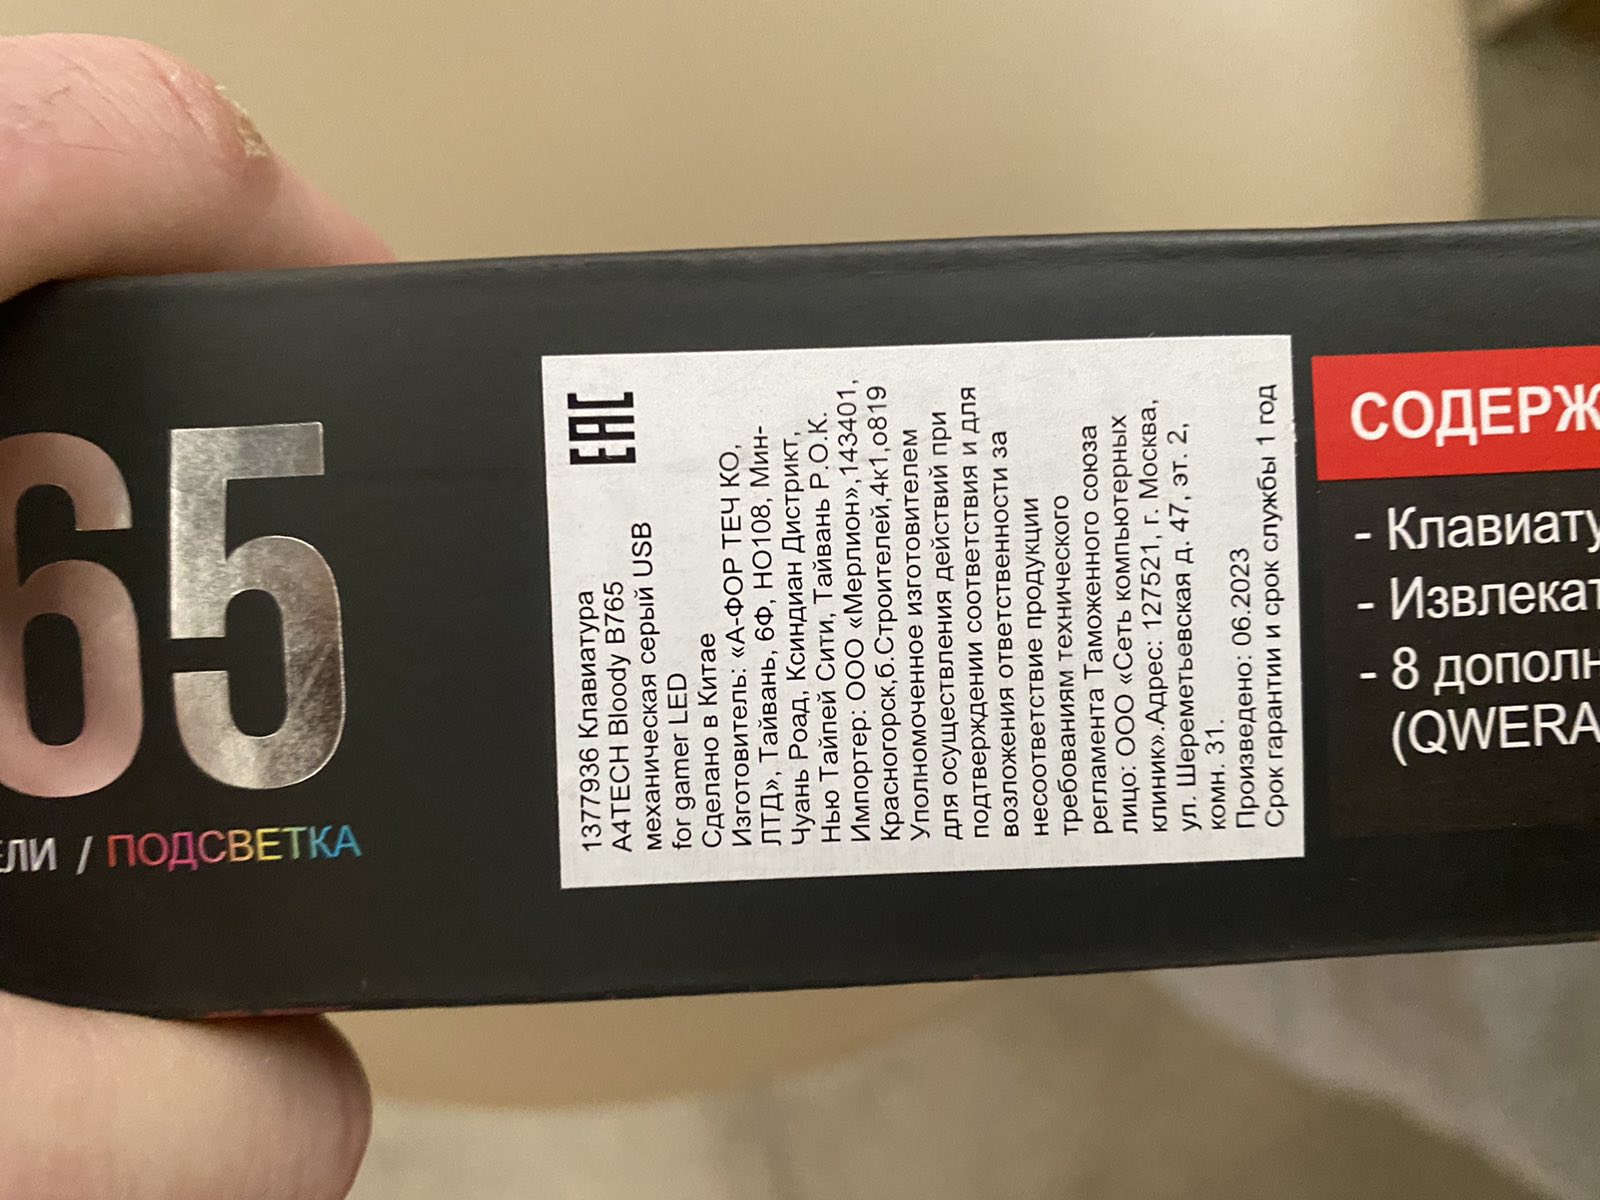 65
ЕЛИ / ПОДСВЕТКА
EAC
1377936 Клавиатура
A4TECH Bloody B765
механическая серый USB
for gamer LED
Сделано в Китае
Изготовитель: «А-ФОР ТЕЧ КО,
ЛТД», Тайвань, 6Ф, НО108, Мин-
Чуань Роад, Ксиндиан Дистрикт,
Нью Тайпей Сити, Тайвань Р.О.К.
Импортер: ООО «Мерлион»,143401,
Красногорск,б.Строителей,4к1,о819
Уполномоченное изготовителем
для осуществления действий при
подтверждении соответствия и для
возложения ответственности за
несоответствие продукции
требованиям технического
регламента Таможенного союза
лицо: ООО «Сеть компьютерных
клиник».Адрес: 127521, г. Москва,
ул. Шереметьевская д. 47, эт. 2,
комн. 31.
Произведено: 06.2023
Срок гарантии и срок службы 1 год
СОДЕРЖ
- Клавиату
- Извлекат
- 8 дополн
(QWERA